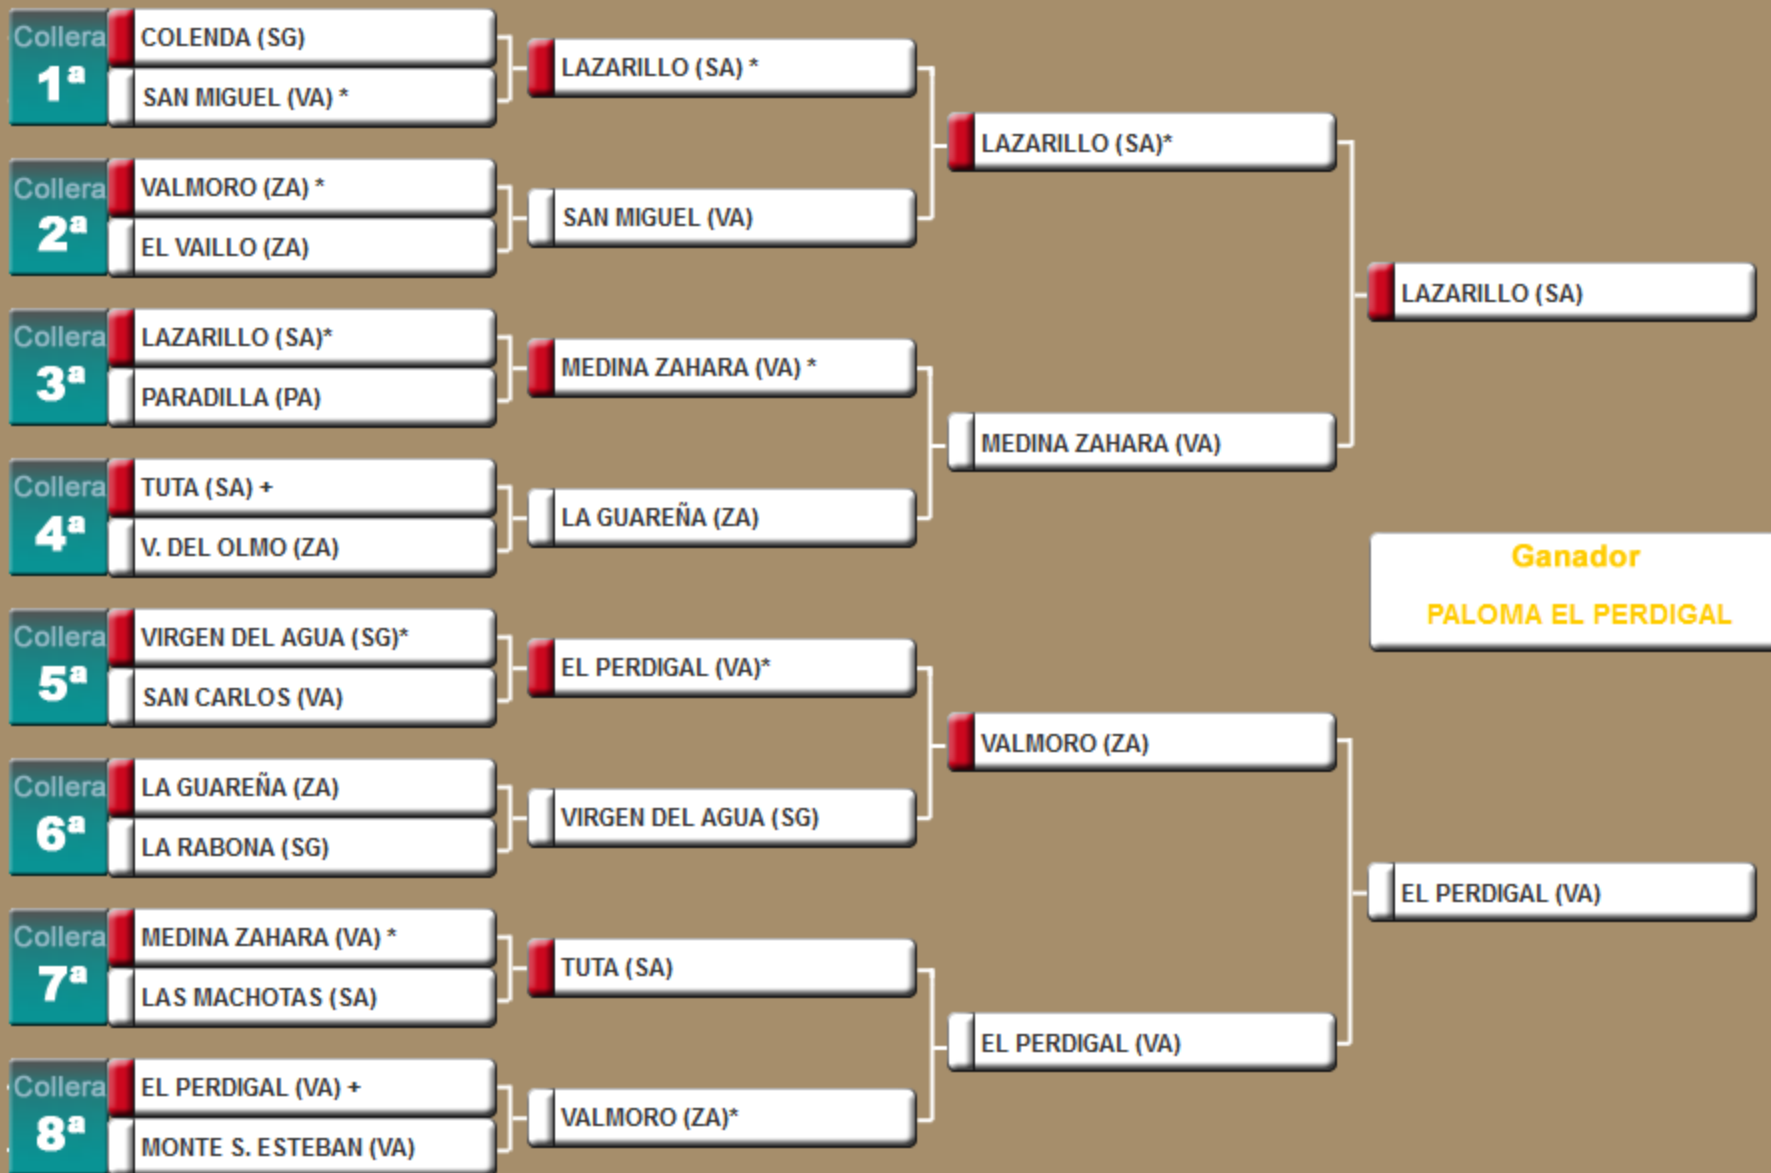 Collera
1ª
COLENDA (SG)
SAN MIGUEL (VA) *
Collera
2ª
VALMORO (ZA) *
EL VAILLO (ZA)
Collera
3ª
LAZARILLO (SA)*
PARADILLA (PA)
Collera
4ª
TUTA (SA) +
V. DEL OLMO (ZA)
Collera
5ª
VIRGEN DEL AGUA (SG)*
SAN CARLOS (VA)
Collera
6ª
LA GUAREÑA (ZA)
LA RABONA (SG)
Collera
7ª
MEDINA ZAHARA (VA) *
LAS MACHOTAS (SA)
Collera
8ª
EL PERDIGAL (VA) +
MONTE S. ESTEBAN (VA)
LAZARILLO (SA) *
SAN MIGUEL (VA)
MEDINA ZAHARA (VA) *
LA GUAREÑA (ZA)
EL PERDIGAL (VA)*
VIRGEN DEL AGUA (SG)
TUTA (SA)
VALMORO (ZA)*
LAZARILLO (SA)*
MEDINA ZAHARA (VA)
VALMORO (ZA)
EL PERDIGAL (VA)
LAZARILLO (SA)
EL PERDIGAL (VA)
Ganador
PALOMA EL PERDIGAL